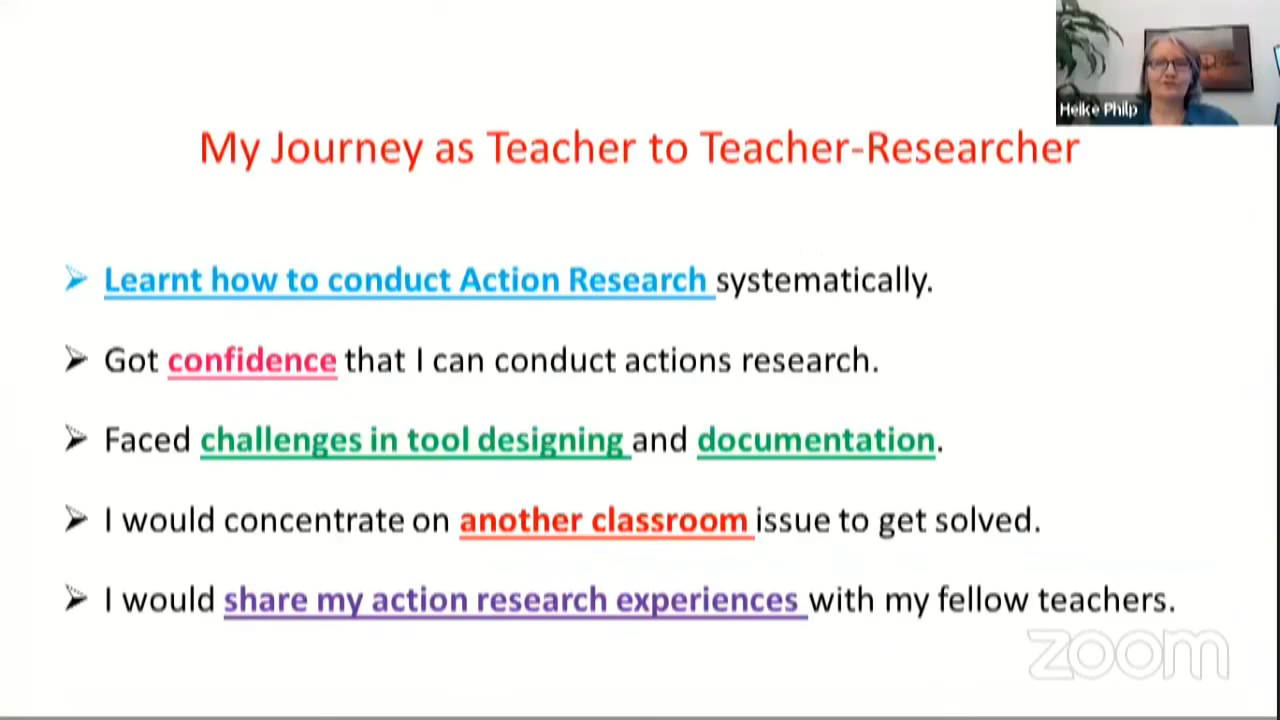 Heike Philp
My Journey as Teacher to Teacher-Researcher
Learnt how to conduct Action Research systematically.
Got confidence that I can conduct actions research.
Faced challenges in tool designing and documentation.
I would concentrate on another classroom issue to get solved.
I would share my action research experiences with my fellow teachers.
zoom